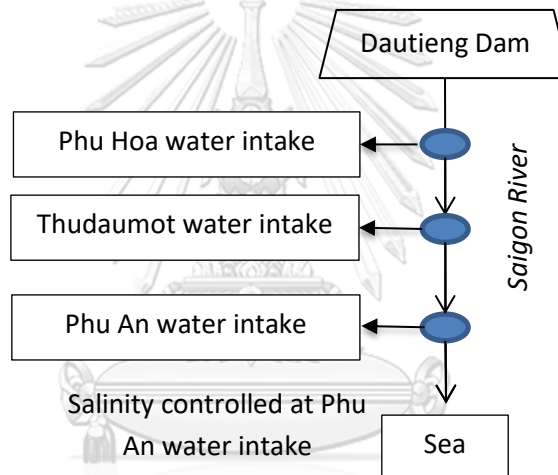 Dautieng Dam
Phu Hoa water intake
Thudaumot water intake
Saigon River
Phu An water intake
Salinity controlled at Phu
An water intake
Sea